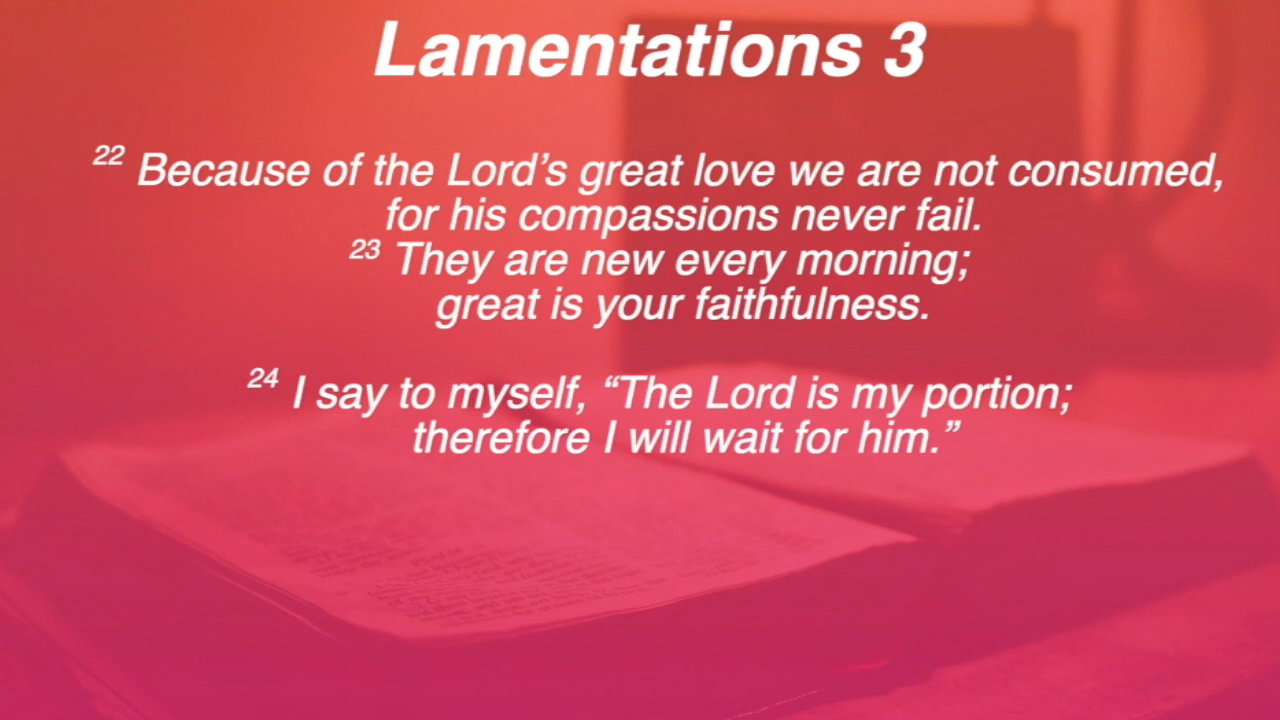 Lamentations 3
22 Because of the Lord’s great love we are not consumed,
for his compassions never fail.
23 They are new every morning;
great is your faithfulness.
24 I say to myself, “The Lord is my portion;
therefore I will wait for him.”